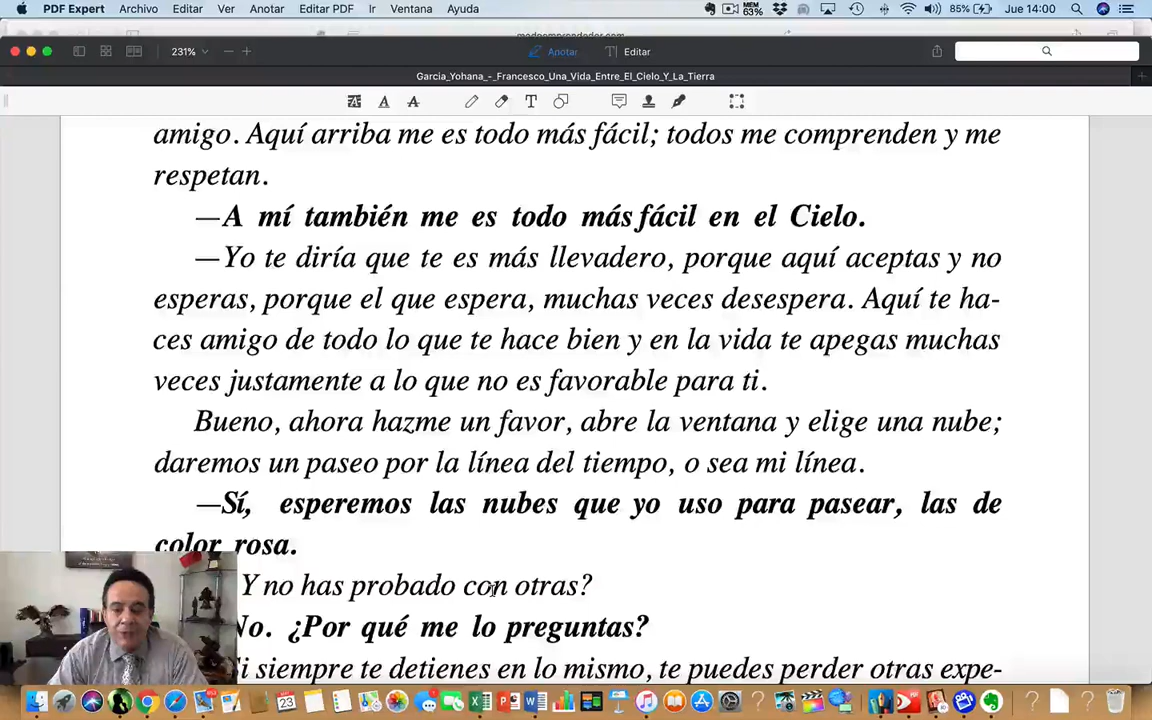 PDF Expert Archivo Editar Ver Anotar Editar PDF Ir Ventana Ayuda MEM 63% 85% Jue 14:00
231% Anotar Editar
Garcia_Yohana_-_Francesco_Una_Vida_Entre_El_Cielo_Y_La_Tierra
amigo. Aquí arriba me es todo más fácil; todos me comprenden y me
respetan.
—A mí también me es todo más fácil en el Cielo.
—Yo te diría que te es más llevadero, porque aquí aceptas y no
esperas, porque el que espera, muchas veces desespera. Aquí te ha-
ces amigo de todo lo que te hace bien y en la vida te apegas muchas
veces justamente a lo que no es favorable para ti.
Bueno, ahora hazme un favor, abre la ventana y elige una nube;
daremos un paseo por la línea del tiempo, o sea mi línea.
—Sí, esperemos las nubes que yo uso para pasear, las de
color rosa.
Y no has probado con otras?
No. ¿Por qué me lo preguntas?
Si siempre te detienes en lo mismo, te puedes perder otras expe-
23